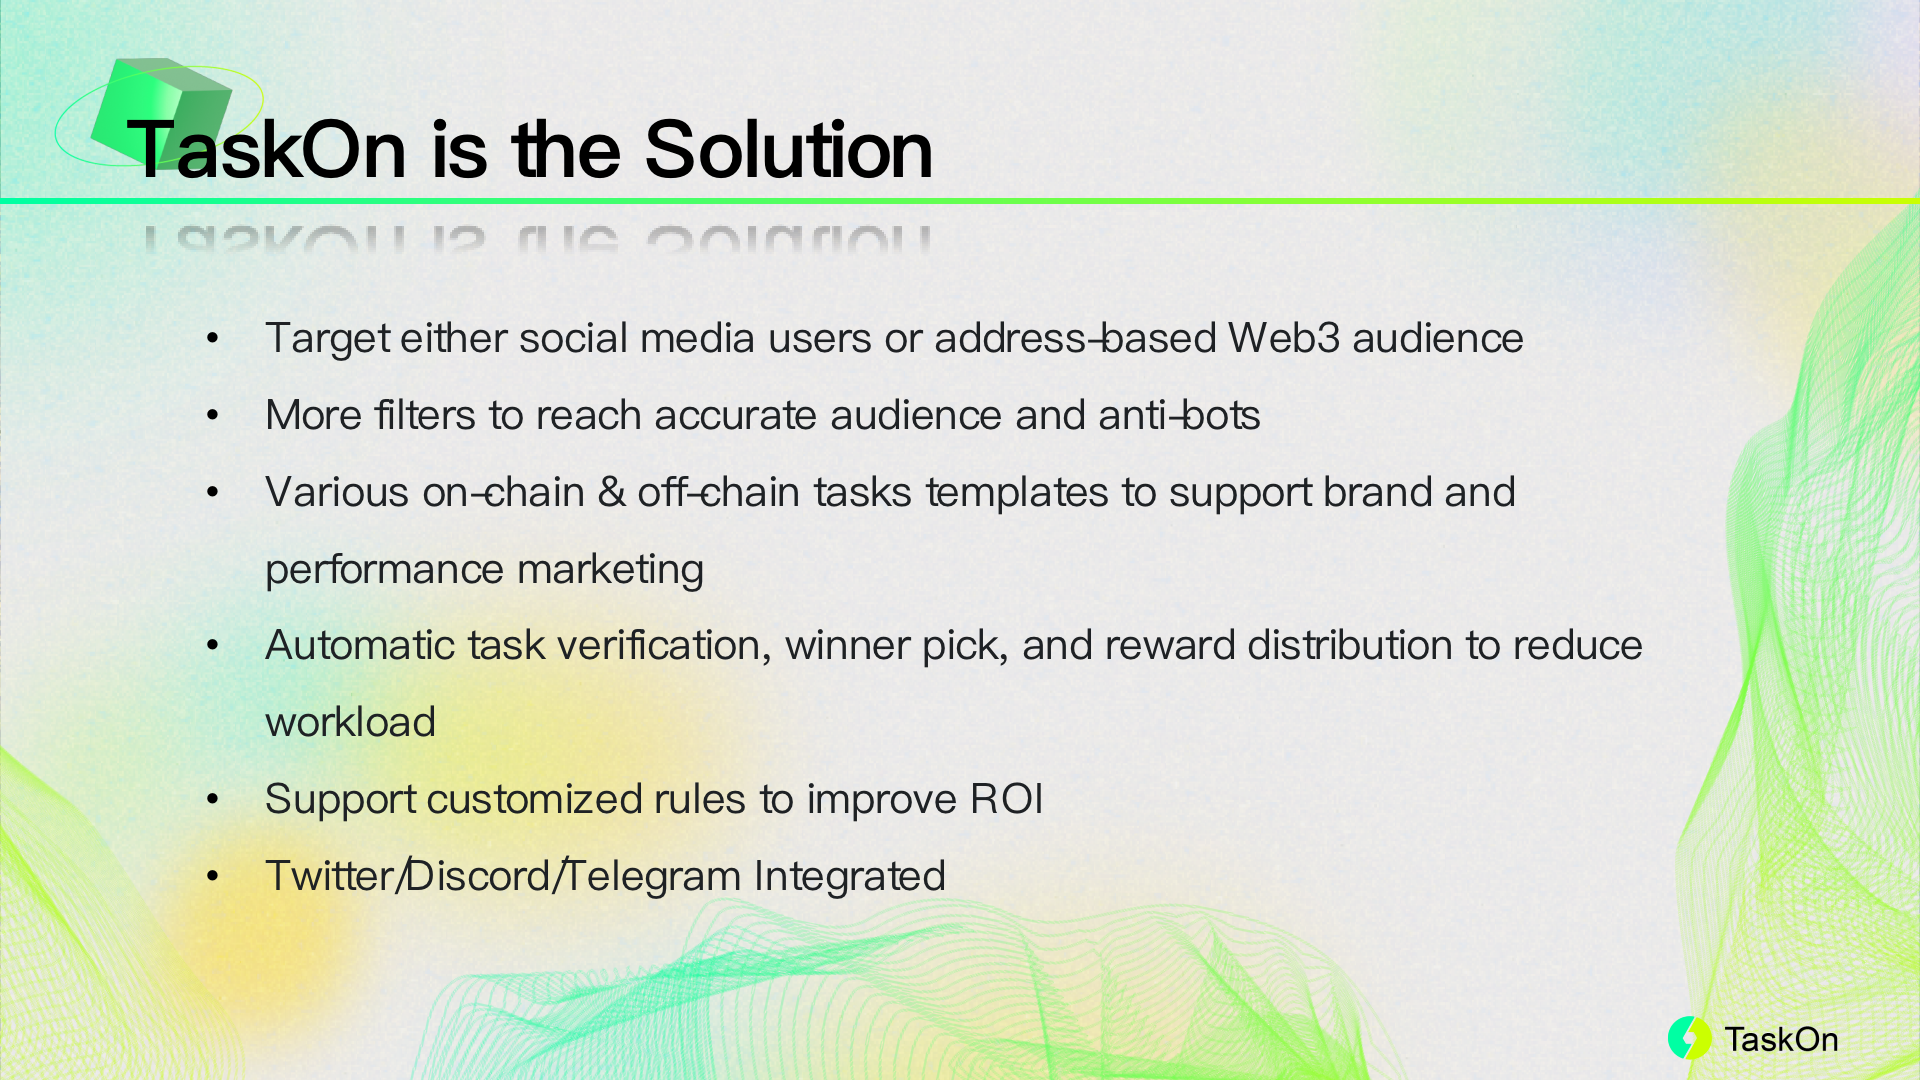 TaskOn is the Solution
• Target either social media users or address-based Web3 audience
• More filters to reach accurate audience and anti-bots
• Various on-chain & off-chain tasks templates to support brand and
performance marketing
• Automatic task verification, winner pick, and reward distribution to reduce
workload
• Support customized rules to improve ROI
• Twitter/Discord/Telegram Integrated
TaskOn